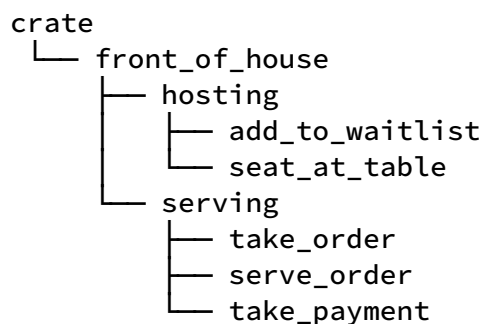 crate
└── front_of_house
    ├── hosting
    │   ├── add_to_waitlist
    │   └── seat_at_table
    └── serving
        ├── take_order
        ├── serve_order
        └── take_payment